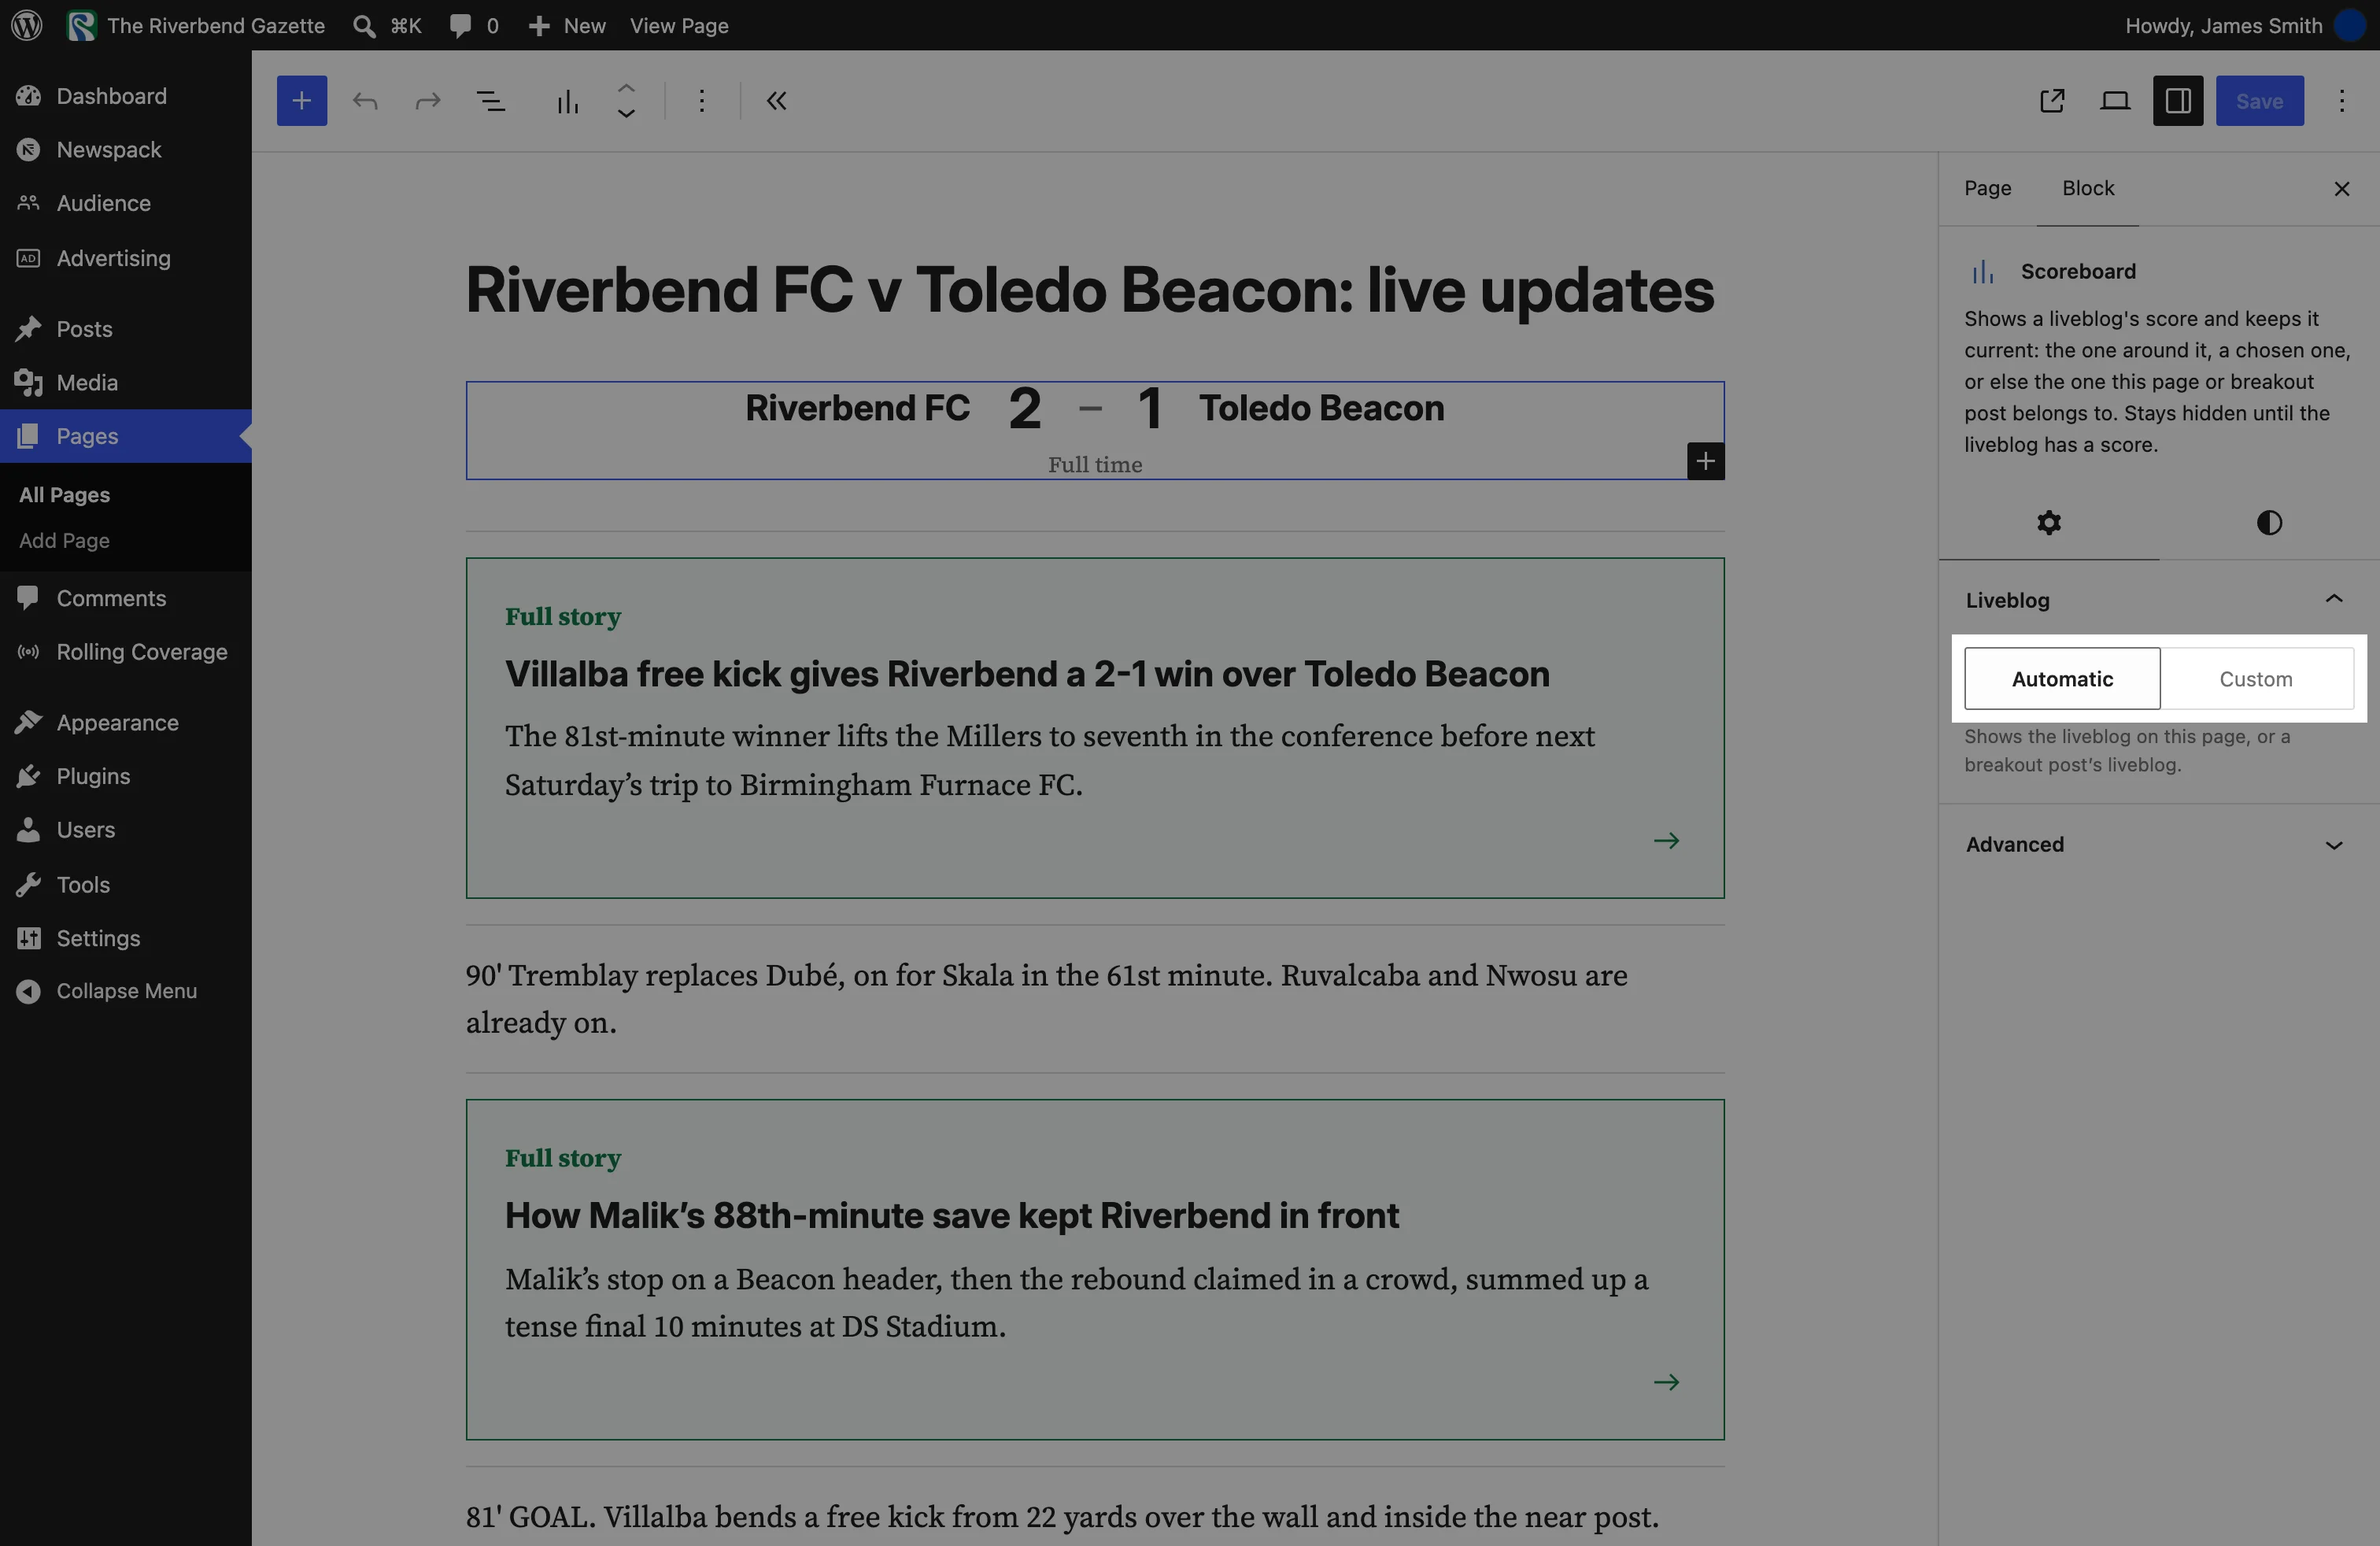 The Riverbend Gazette
⌘K
0
New
View Page
Howdy, James Smith
Dashboard
Newspack
Audience
AD
Advertising
Posts
Media
Pages
All Pages
Add Page
Comments
Rolling Coverage
Appearance
Plugins
Users
Tools
Settings
Collapse Menu
Save
Riverbend FC v Toledo Beacon: live updates
Riverbend FC 2 – 1 Toledo Beacon
Full time
Full story
Villalba free kick gives Riverbend a 2-1 win over Toledo Beacon
The 81st-minute winner lifts the Millers to seventh in the conference before next
Saturday’s trip to Birmingham Furnace FC.
90' Tremblay replaces Dubé, on for Skala in the 61st minute. Ruvalcaba and Nwosu are
already on.
Full story
How Malik’s 88th-minute save kept Riverbend in front
Malik’s stop on a Beacon header, then the rebound claimed in a crowd, summed up a
tense final 10 minutes at DS Stadium.
81' GOAL. Villalba bends a free kick from 22 yards over the wall and inside the near post.
Page
Block
Scoreboard
Shows a liveblog's score and keeps it
current: the one around it, a chosen one,
or else the one this page or breakout
post belongs to. Stays hidden until the
liveblog has a score.
Liveblog
Automatic
Custom
Shows the liveblog on this page, or a
breakout post’s liveblog.
Advanced